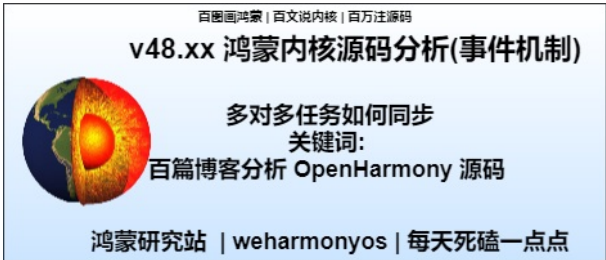 百图画鸿蒙 | 百文说内核 | 百万注源码
v48.xx 鸿蒙内核源码分析(事件机制)
多对多任务如何同步
关键词:
百篇博客分析 OpenHarmony 源码
鸿蒙研究站 | weharmonyos | 每天死磕一点点